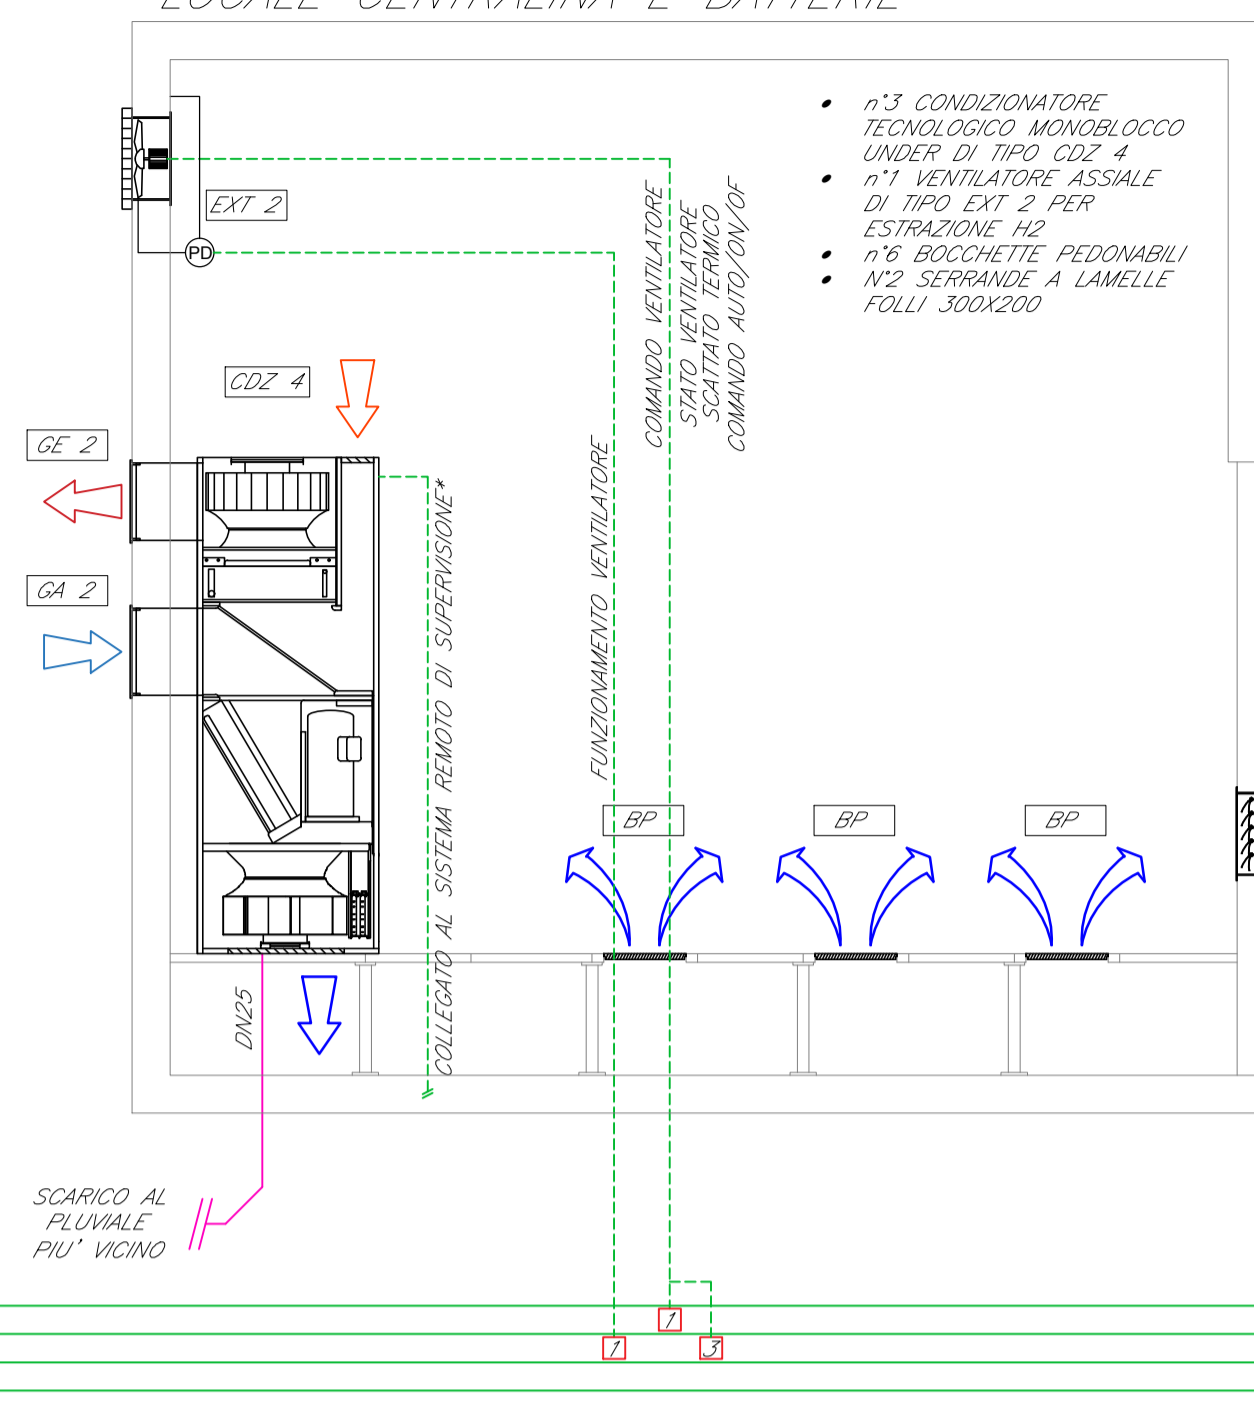 LOCALE CENTRALINA E BATTERIE
n°3 CONDIZIONATORE
TECNOLOGICO MONOBLOCCO
UNDER DI TIPO CDZ 4
n°1 VENTILATORE ASSIALE
DI TIPO EXT 2 PER
ESTRAZIONE H2
n°6 BOCCHETTE PEDONABILI
N°2 SERRANDE A LAMELLE
FOLLI 300X200
EXT 2
PD
COMANDO VENTILATORE
STATO VENTILATORE
SCATTATO TERMICO
COMANDO AUTO/ON/OF
CDZ 4
GE 2
GA 2
FUNZIONAMENTO VENTILATORE
COLLEGATO AL SISTEMA REMOTO DI SUPERVISIONE*
BP
BP
BP
DN25
SCARICO AL
PLUVIALE
PIU' VICINO
1
1
3